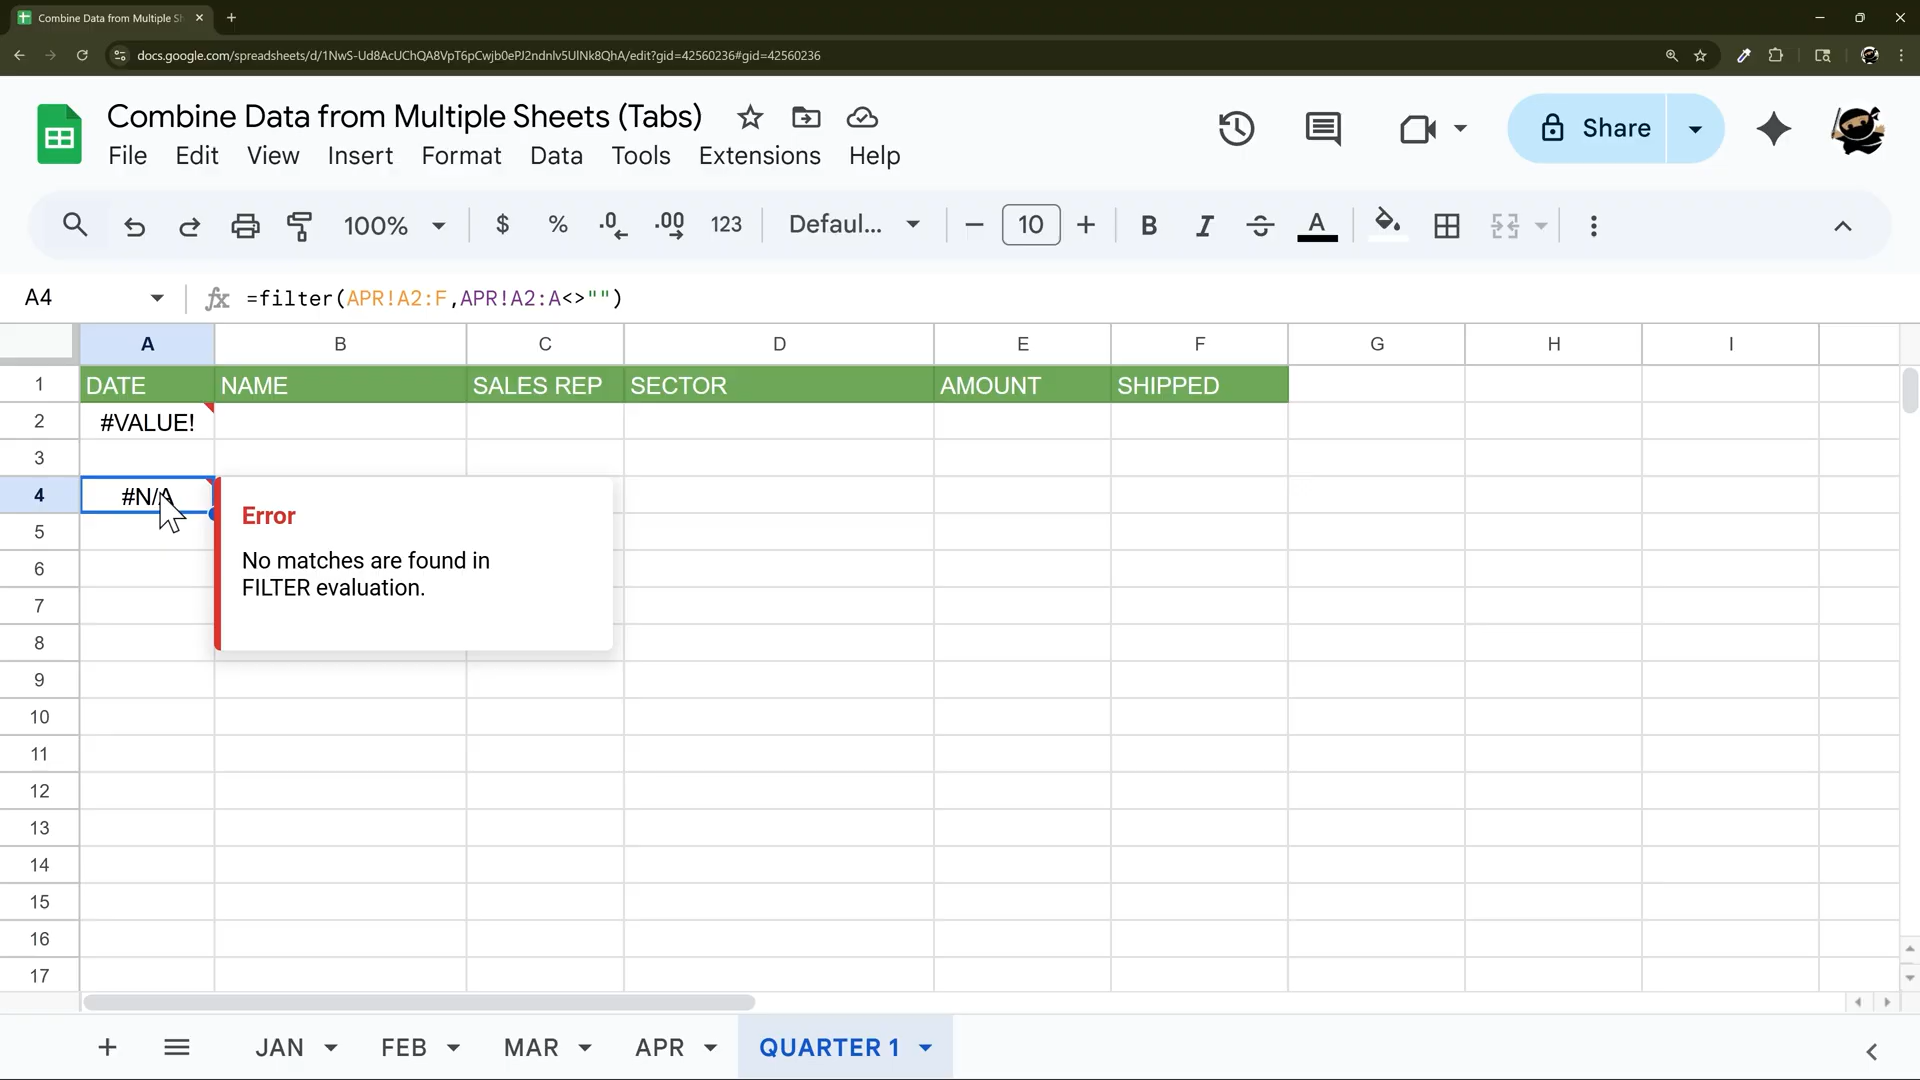 Combine Data from Multiple Sh
docs.google.com/spreadsheets/d/1NwS-Ud8AcUChQA8VpT6pCwjb0ePJ2ndnlv5UlNk8QhA/edit?gid=42560236#gid=42560236
Combine Data from Multiple Sheets (Tabs)
File Edit View Insert Format Data Tools Extensions Help
Share
100% $ % .0 .00 123 Defaul... 10 B I A
A4 fx =filter(APR!A2:F,APR!A2:A<>"")
A B C D E F G H I
1 DATE NAME SALES REP SECTOR AMOUNT SHIPPED
2 #VALUE!
3
4 #N/A
Error
5
No matches are found in
6
FILTER evaluation.
7
8
9
10
11
12
13
14
15
16
17
JAN FEB MAR APR QUARTER 1